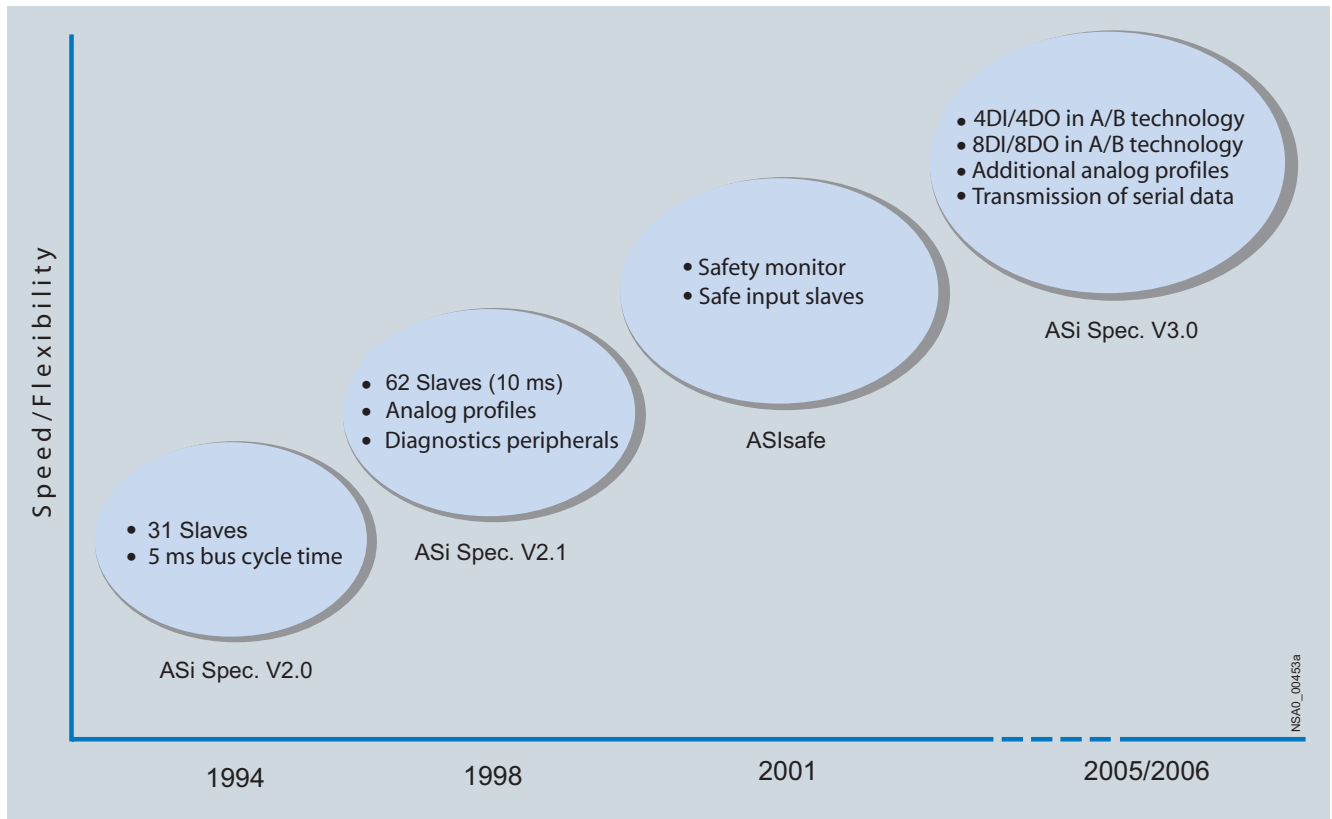 Speed/Flexibility
• 4DI/4DO in A/B technology
• 8DI/8DO in A/B technology
• Additional analog profiles
• Transmission of serial data
ASi Spec. V3.0
• Safety monitor
• Safe input slaves
ASIsafe
• 62 Slaves (10 ms)
• Analog profiles
• Diagnostics peripherals
ASi Spec. V2.1
• 31 Slaves
• 5 ms bus cycle time
ASi Spec. V2.0
NSA0_00453a
1994 1998 2001 2005/2006